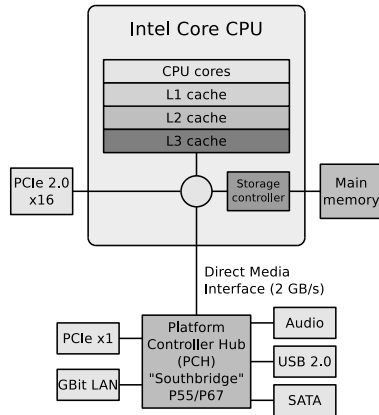 Intel Core CPU
CPU cores
L1 cache
L2 cache
L3 cache
PCIe 2.0
x16
Storage
controller
Main
memory
Direct Media
Interface (2 GB/s)
PCIe x1
GBit LAN
Platform
Controller Hub
(PCH)
"Southbridge"
P55/P67
Audio
USB 2.0
SATA